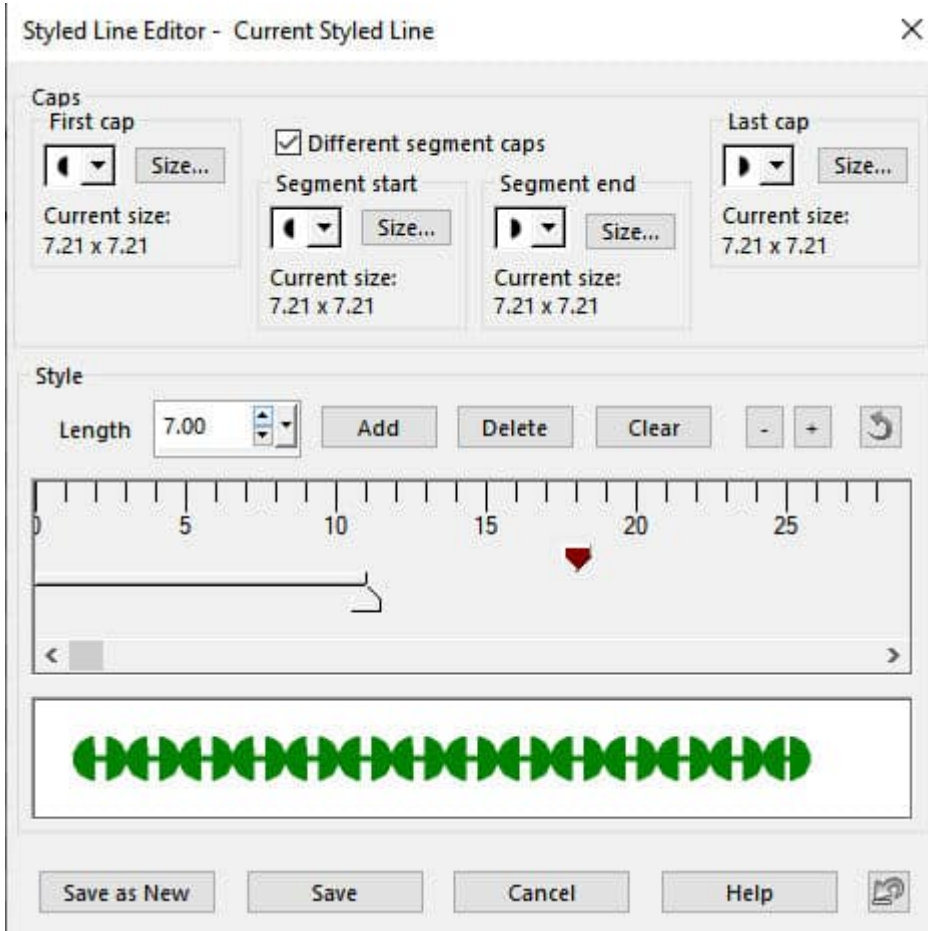 Styled Line Editor - Current Styled Line
Caps
First cap
Size...
Current size:
7.21 x 7.21
Different segment caps
Segment start
Size...
Current size:
7.21 x 7.21
Segment end
Size...
Current size:
7.21 x 7.21
Last cap
Size...
Current size:
7.21 x 7.21
Style
Length 7.00 Add Delete Clear - +
0 5 10 15 20 25
Save as New Save Cancel Help